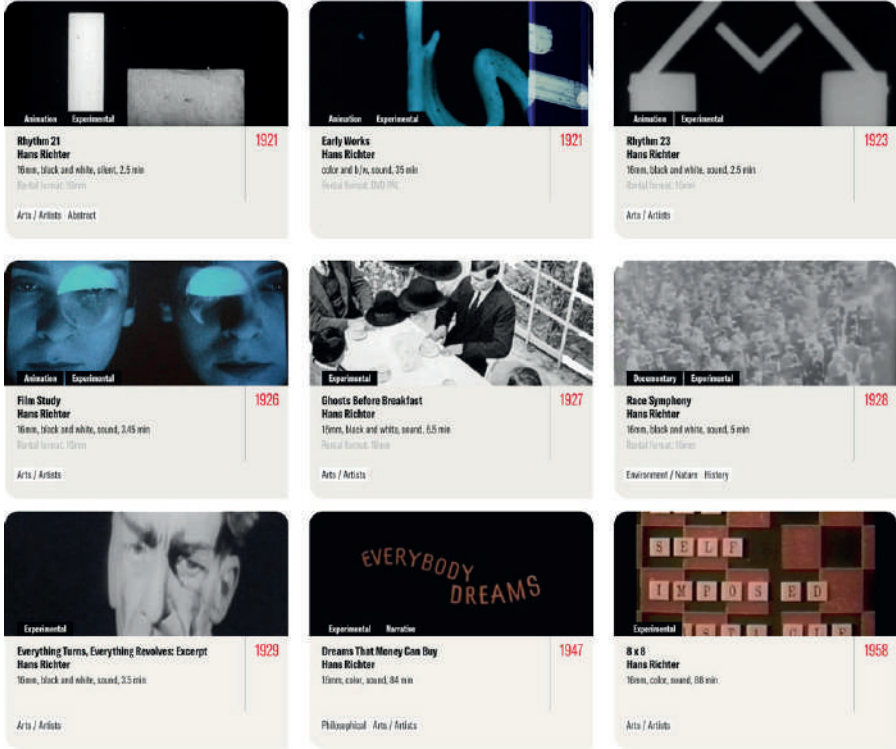 Animation Experimental
Rhythm 21
1921
Hans Richter
16mm, black and white, silent, 2.5 min
Rental format: 16mm
Arts / Artists Abstract
Animation Experimental
Early Works
1921
Hans Richter
color and b/w, sound, 35 min
Rental format: DVD PAL
Animation Experimental
Rhythm 23
1923
Hans Richter
16mm, black and white, sound, 2.5 min
Rental format: 16mm
Arts / Artists
Animation Experimental
Film Study
1926
Hans Richter
16mm, black and white, sound, 3.45 min
Rental format: 16mm
Arts / Artists
Experimental
Ghosts Before Breakfast
1927
Hans Richter
16mm, black and white, sound, 6.5 min
Rental format: 16mm
Arts / Artists
Documentary Experimental
Race Symphony
1928
Hans Richter
16mm, black and white, sound, 5 min
Rental format: 16mm
Environment / Nature History
Experimental
Everything Turns, Everything Revolves: Excerpt
1929
Hans Richter
16mm, black and white, sound, 3.5 min
Arts / Artists
EVERYBODY
DREAMS
Experimental Narrative
Dreams That Money Can Buy
1947
Hans Richter
16mm, color, sound, 84 min
Philosophical Arts / Artists
SELF
IMPOSED
Experimental
8 x 8
1958
Hans Richter
16mm, color, sound, 88 min
Arts / Artists